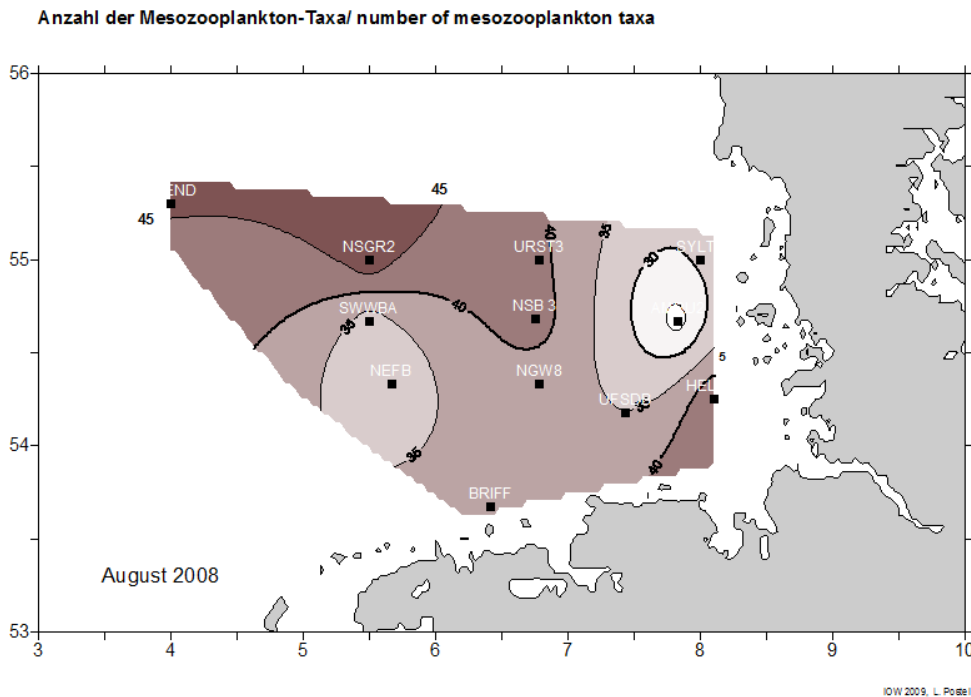 Anzahl der Mesozooplankton-Taxa/ number of mesozooplankton taxa
56
END
45
45
40
35
NSGR2
URST3
SYLT
55
30
SWWBA
35
40
NSB 3
5
NEFB
NGW8
HEL
UFSDB
35
54
35
40
BRIFF
August 2008
53
3 4 5 6 7 8 9 10
IOW 2009, L. Postel